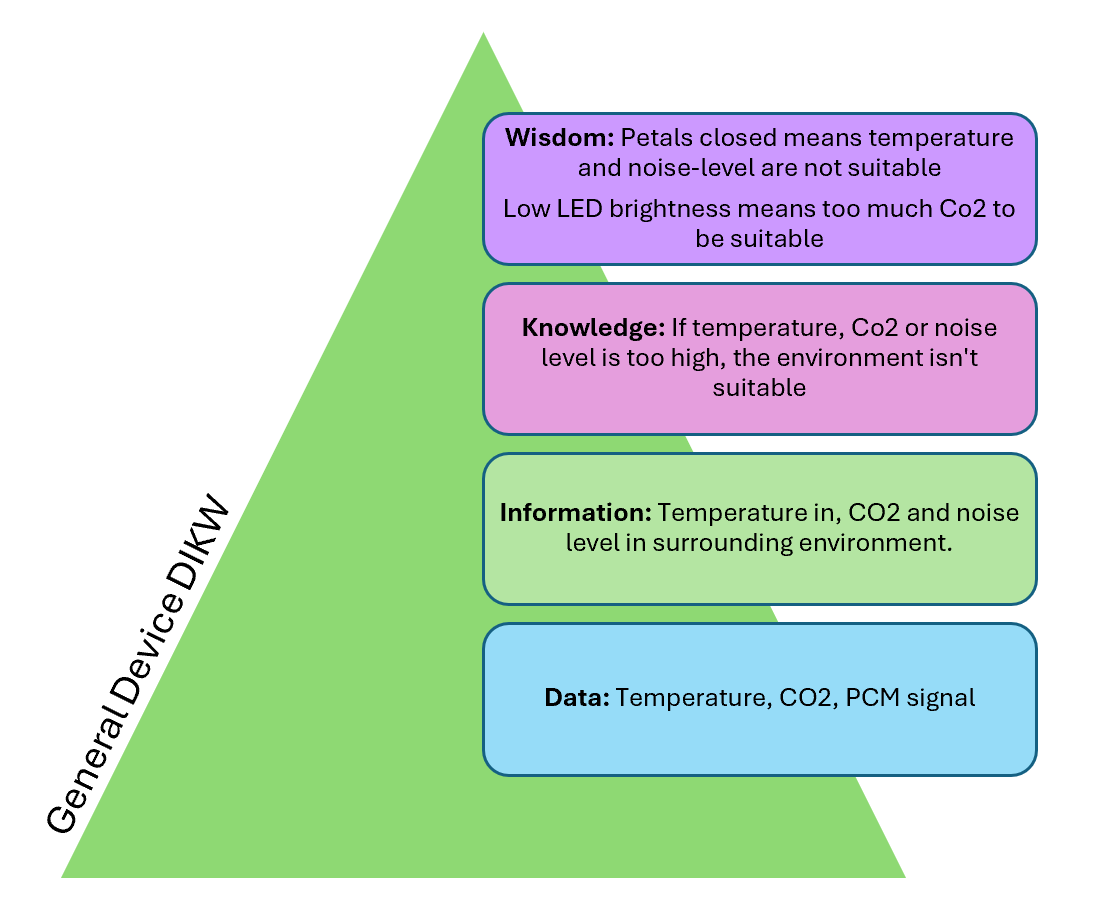 Wisdom: Petals closed means temperature
and noise-level are not suitable
Low LED brightness means too much Co2 to
be suitable
Knowledge: If temperature, Co2 or noise
level is too high, the environment isn't
suitable
Information: Temperature in, CO2 and noise
level in surrounding environment.
Data: Temperature, CO2, PCM signal
General Device DIKW